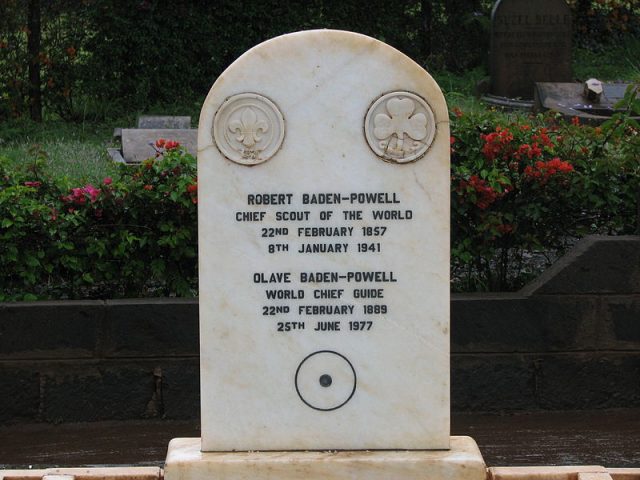 ROBERT BADEN-POWELL
CHIEF SCOUT OF THE WORLD
22ND FEBRUARY 1857
8TH JANUARY 1941
OLAVE BADEN-POWELL
WORLD CHIEF GUIDE
22ND FEBRUARY 1889
25TH JUNE 1977